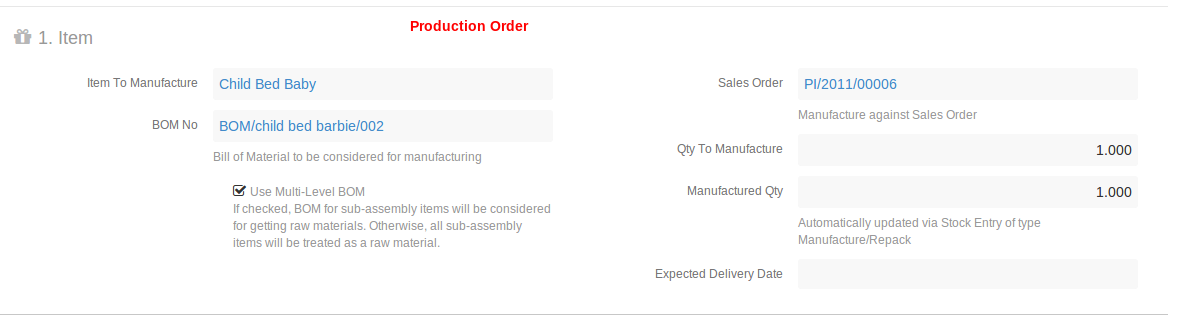 Production Order
1. Item
Item To Manufacture
Child Bed Baby
BOM No
BOM/child bed barbie/002
Bill of Material to be considered for manufacturing
Use Multi-Level BOM
If checked, BOM for sub-assembly items will be considered
for getting raw materials. Otherwise, all sub-assembly
items will be treated as a raw material.
Sales Order
PI/2011/00006
Manufacture against Sales Order
Qty To Manufacture
1.000
Manufactured Qty
1.000
Automatically updated via Stock Entry of type
Manufacture/Repack
Expected Delivery Date